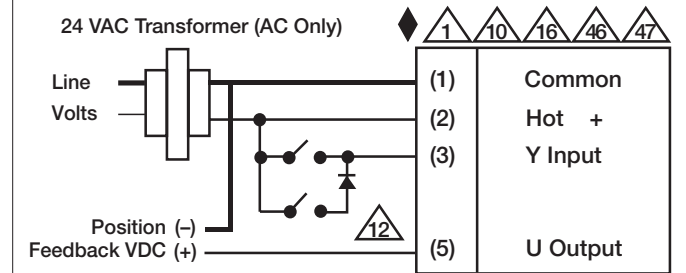 24 VAC Transformer (AC Only)
1 10 16 46 47
Line
Volts
(1) Common
(2) Hot +
(3) Y Input
12
Position (–)
Feedback VDC (+)
(5) U Output